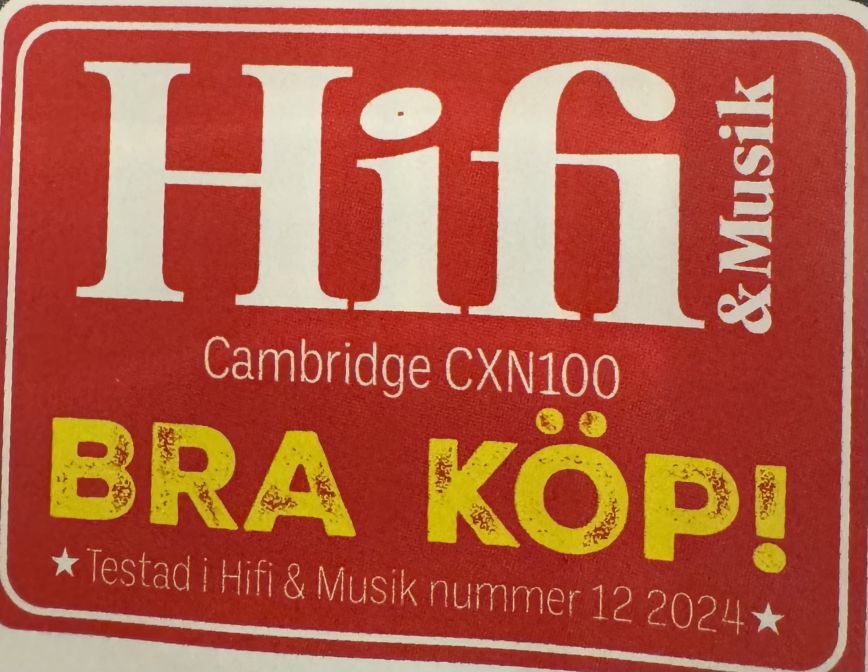 Hifi
&Musik
Cambridge CXN100
BRA KÖP!
Testad i Hifi & Musik nummer 12 2024